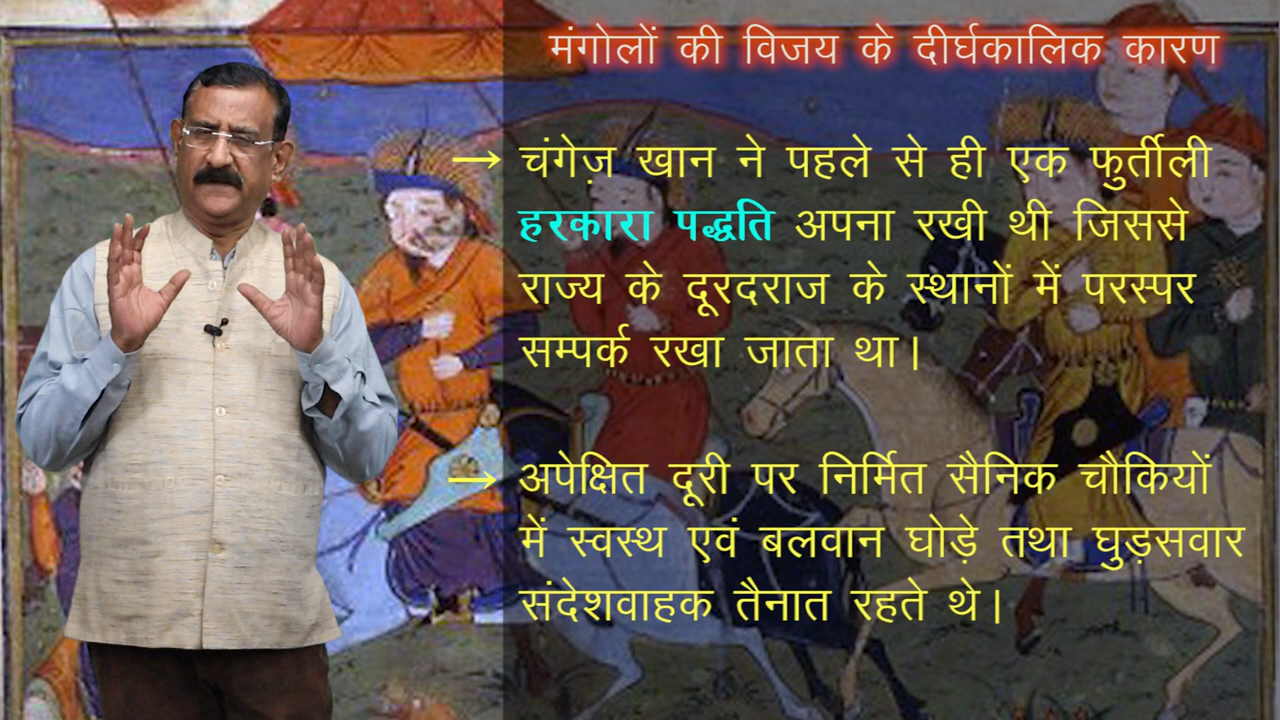 मंगोलों की विजय के दीर्घकालिक कारण
→ चंगेज़ खान ने पहले से ही एक फुर्तीली
हरकारा पद्धति अपना रखी थी जिससे
राज्य के दूरदराज के स्थानों में परस्पर
सम्पर्क रखा जाता था।
→ अपेक्षित दूरी पर निर्मित सैनिक चौकियों
में स्वस्थ एवं बलवान घोड़े तथा घुड़सवार
संदेशवाहक तैनात रहते थे।